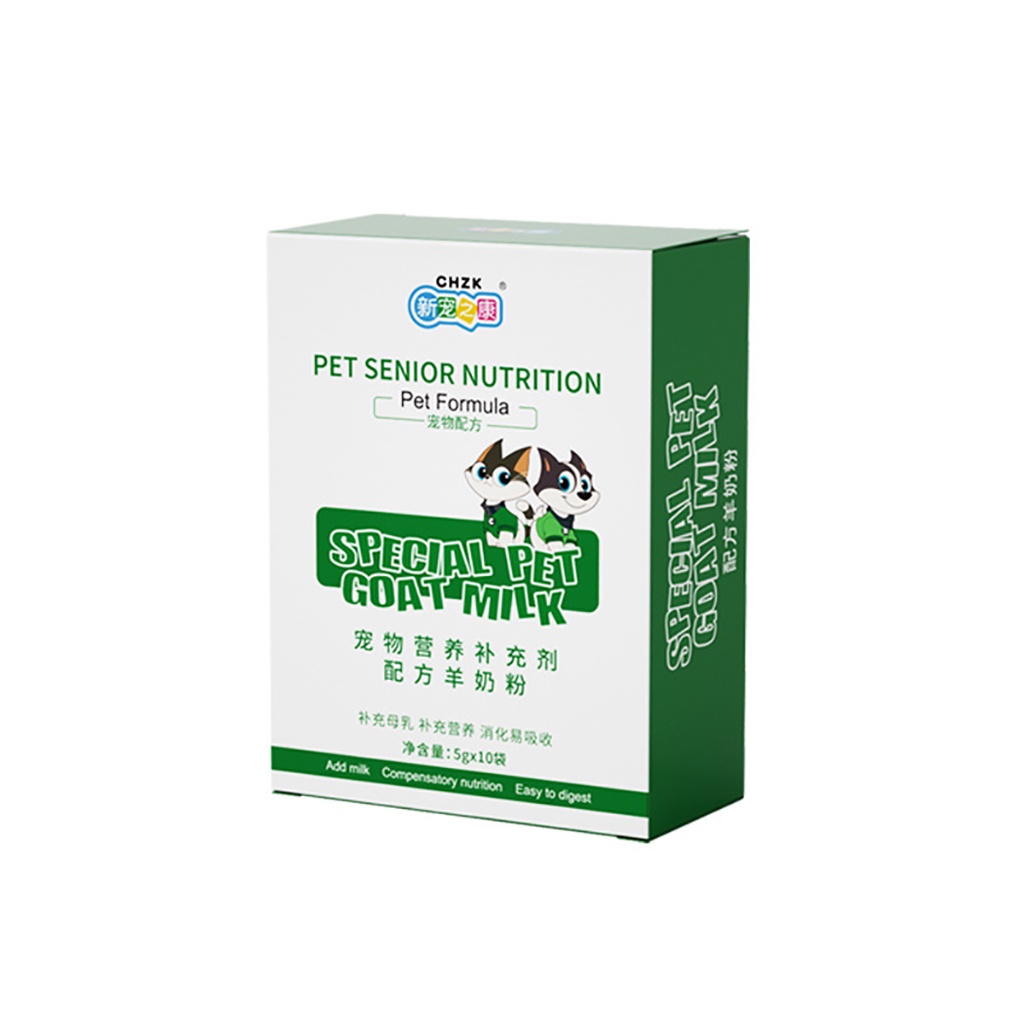 CHZK ®
新宠之康
PET SENIOR NUTRITION
Pet Formula
宠物配方
SPECIAL PET
GOAT MILK
宠物营养补充剂
配方羊奶粉
补充母乳 补充营养 消化易吸收
净含量：5gx10袋
Add milk Compensatory nutrition Easy to digest
SPECIAL PET
GOAT MILK
配方羊奶粉